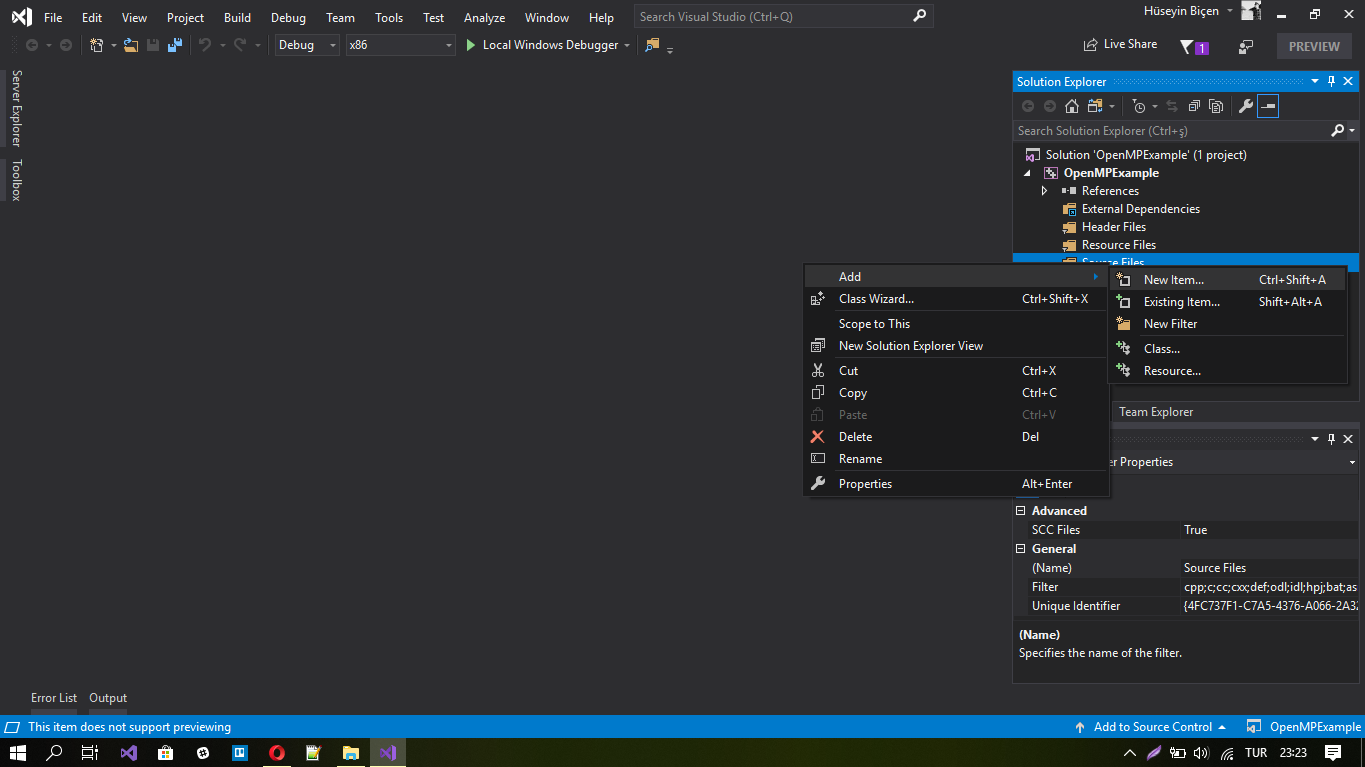 File Edit View Project Build Debug Team Tools Test Analyze Window Help Search Visual Studio (Ctrl+Q) Hüseyin Biçen
Debug x86 Local Windows Debugger Live Share 1 PREVIEW
Server Explorer
Toolbox
Solution Explorer
Search Solution Explorer (Ctrl+ş)
Solution 'OpenMPExample' (1 project)
OpenMPExample
References
External Dependencies
Header Files
Resource Files
Source Files
Add
Class Wizard... Ctrl+Shift+X
Scope to This
New Solution Explorer View
Cut Ctrl+X
Copy Ctrl+C
Paste Ctrl+V
Delete Del
Rename
Properties Alt+Enter
New Item... Ctrl+Shift+A
Existing Item... Shift+Alt+A
New Filter
Class...
Resource...
Team Explorer
er Properties
Advanced
SCC Files True
General
(Name) Source Files
Filter cpp;c;cc;cxx;def;odl;idl;hpj;bat;as
Unique Identifier {4FC737F1-C7A5-4376-A066-2A32
(Name)
Specifies the name of the filter.
Error List Output
This item does not support previewing Add to Source Control OpenMPExample
TUR 23:23